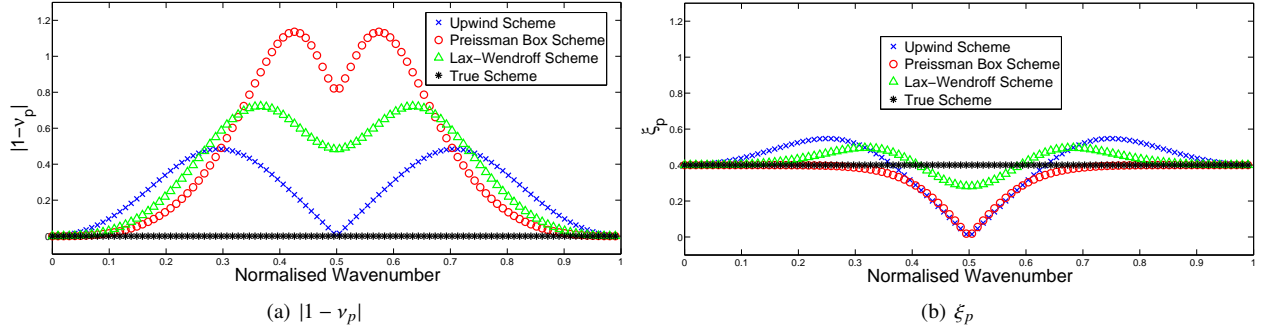 1.2
1
0.8
0.6
0.4
0.2
0
|1-νp|
0 0.1 0.2 0.3 0.4 0.5 0.6 0.7 0.8 0.9 1
Normalised Wavenumber
Upwind Scheme
Preissman Box Scheme
Lax-Wendroff Scheme
True Scheme
(a) |1 − νp|
1.2
1
0.8
0.6
0.4
0.2
0
ξp
0 0.1 0.2 0.3 0.4 0.5 0.6 0.7 0.8 0.9 1
Normalised Wavenumber
Upwind Scheme
Preissman Box Scheme
Lax-Wendroff Scheme
True Scheme
(b) ξp